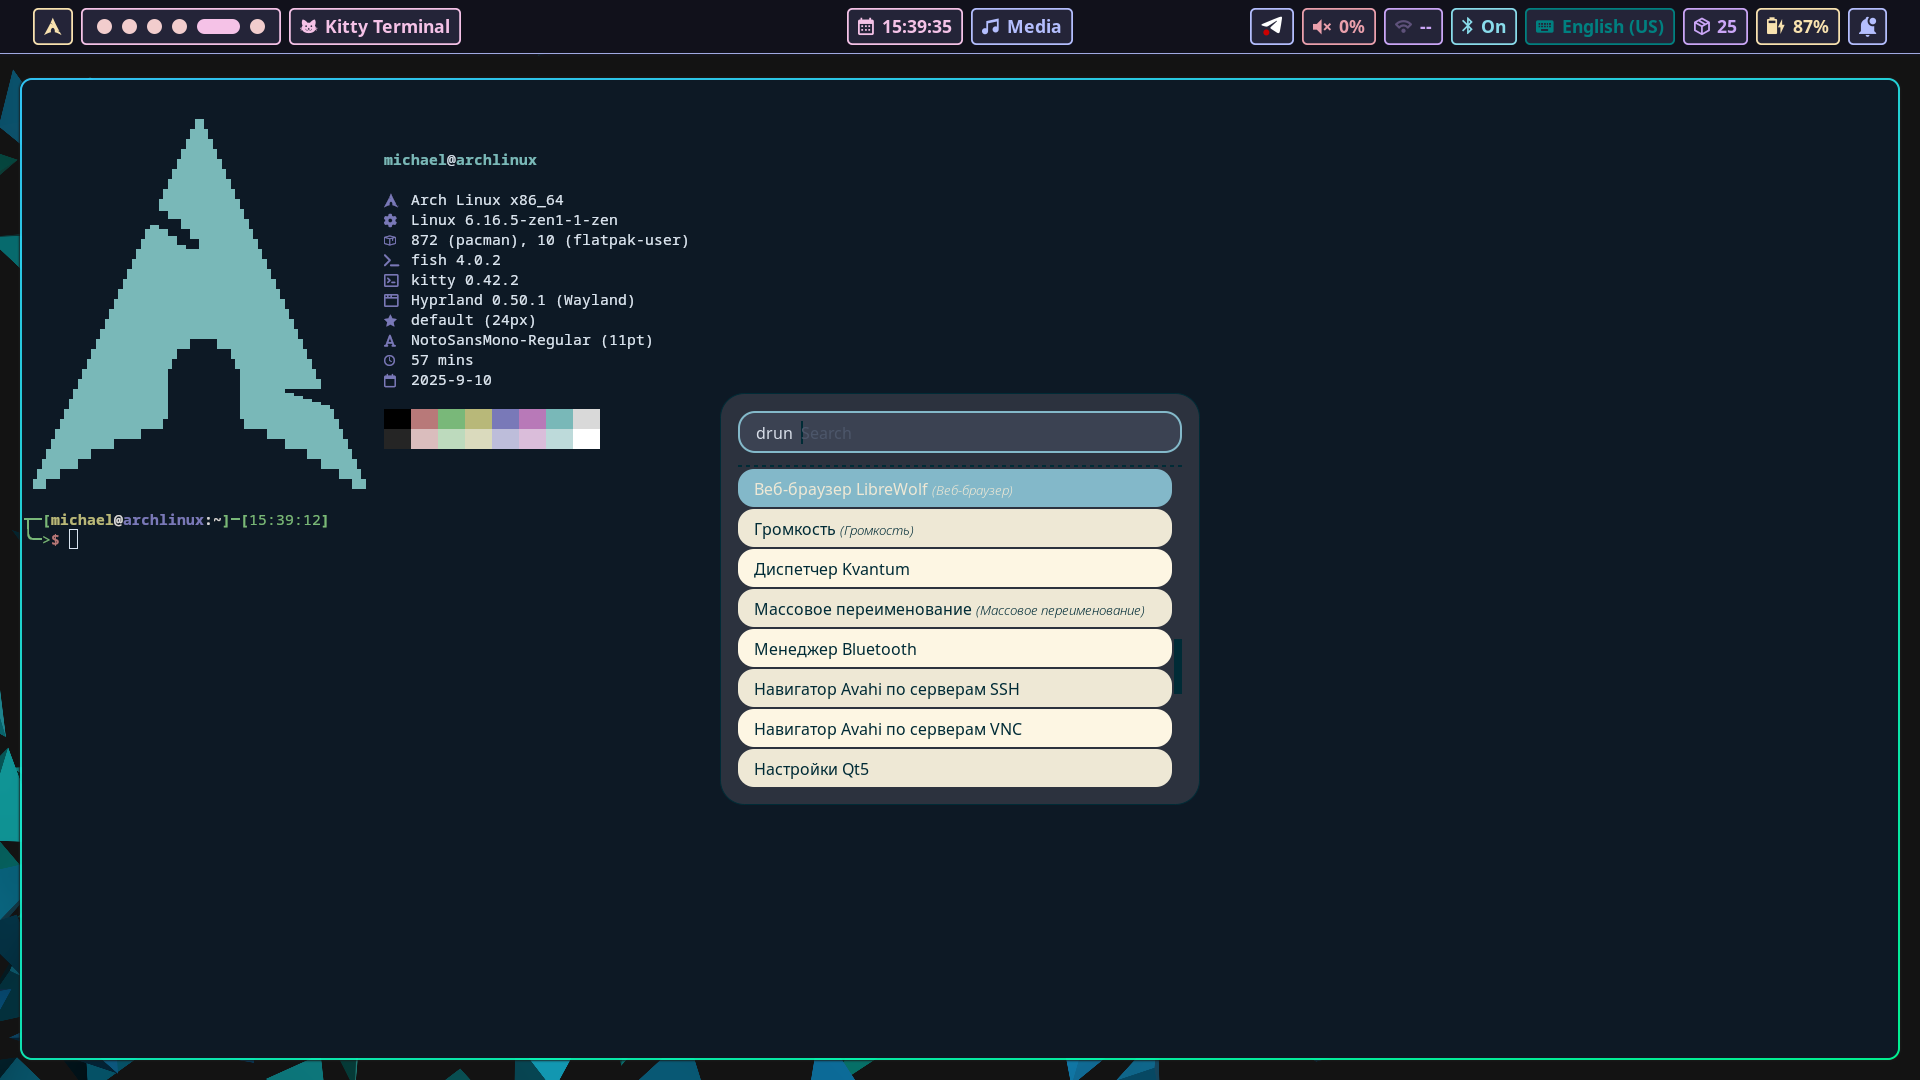 Kitty Terminal
15:39:35
Media
0%
--
On
English (US)
25
87%
michael@archlinux
Arch Linux x86_64
Linux 6.16.5-zen1-1-zen
872 (pacman), 10 (flatpak-user)
fish 4.0.2
kitty 0.42.2
Hyprland 0.50.1 (Wayland)
default (24px)
NotoSansMono-Regular (11pt)
57 mins
2025-9-10
[michael@archlinux:~]─[15:39:12]
>$
drun Search
Веб-браузер LibreWolf (Веб-браузер)
Громкость (Громкость)
Диспетчер Kvantum
Массовое переименование (Массовое переименование)
Менеджер Bluetooth
Навигатор Avahi по серверам SSH
Навигатор Avahi по серверам VNC
Настройки Qt5